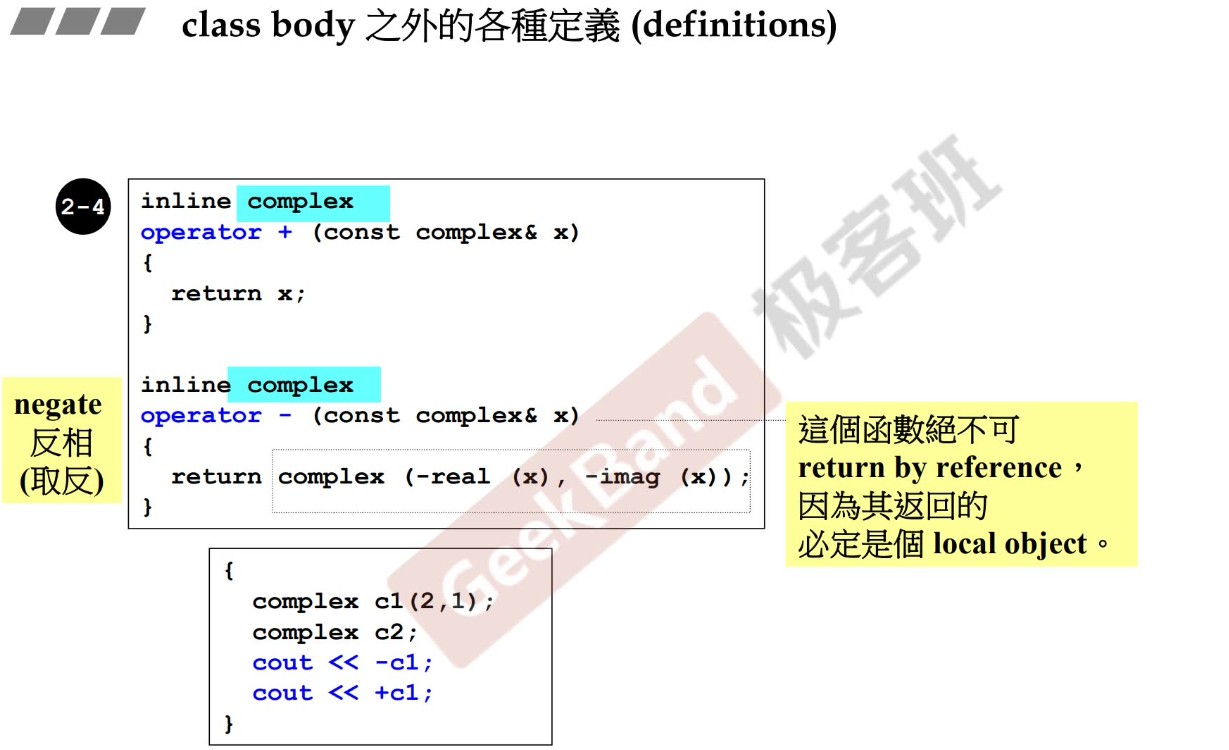 class body 之外的各種定義 (definitions)
2-4
inline complex
operator + (const complex& x)
{
  return x;
}
inline complex
operator - (const complex& x)
{
  return complex (-real (x), -imag (x));
}
negate
反相
(取反)
這個函數絕不可
return by reference，
因為其返回的
必定是個 local object。
{
  complex c1(2,1);
  complex c2;
  cout << -c1;
  cout << +c1;
}
GeekBand
极客班